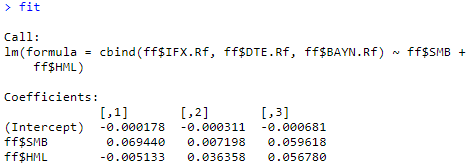 > fit
Call:
lm(formula = cbind(ff$IFX.Rf, ff$DTE.Rf, ff$BAYN.Rf) ~ ff$SMB +
    ff$HML)
Coefficients:
             [,1]       [,2]       [,3]
(Intercept)  -0.000178  -0.000311  -0.000681
ff$SMB        0.069440   0.007198   0.059618
ff$HML       -0.005133   0.036358   0.056780